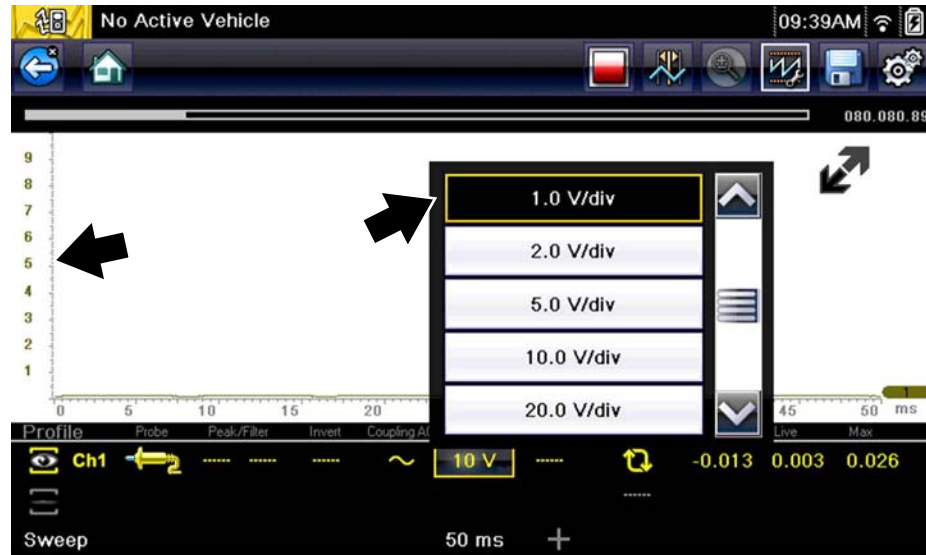 No Active Vehicle
09:39AM
080.080.89
9
8
7
6
5
4
3
2
1
1.0 V/div
2.0 V/div
5.0 V/div
10.0 V/div
20.0 V/div
1
0 5 10 15 20 45 50 ms
Profile Probe Peak/Filter Invert Coupling AC Live Max
Ch1 ----- ----- ----- 10 V ----- -0.013 0.003 0.026
-----
Sweep 50 ms